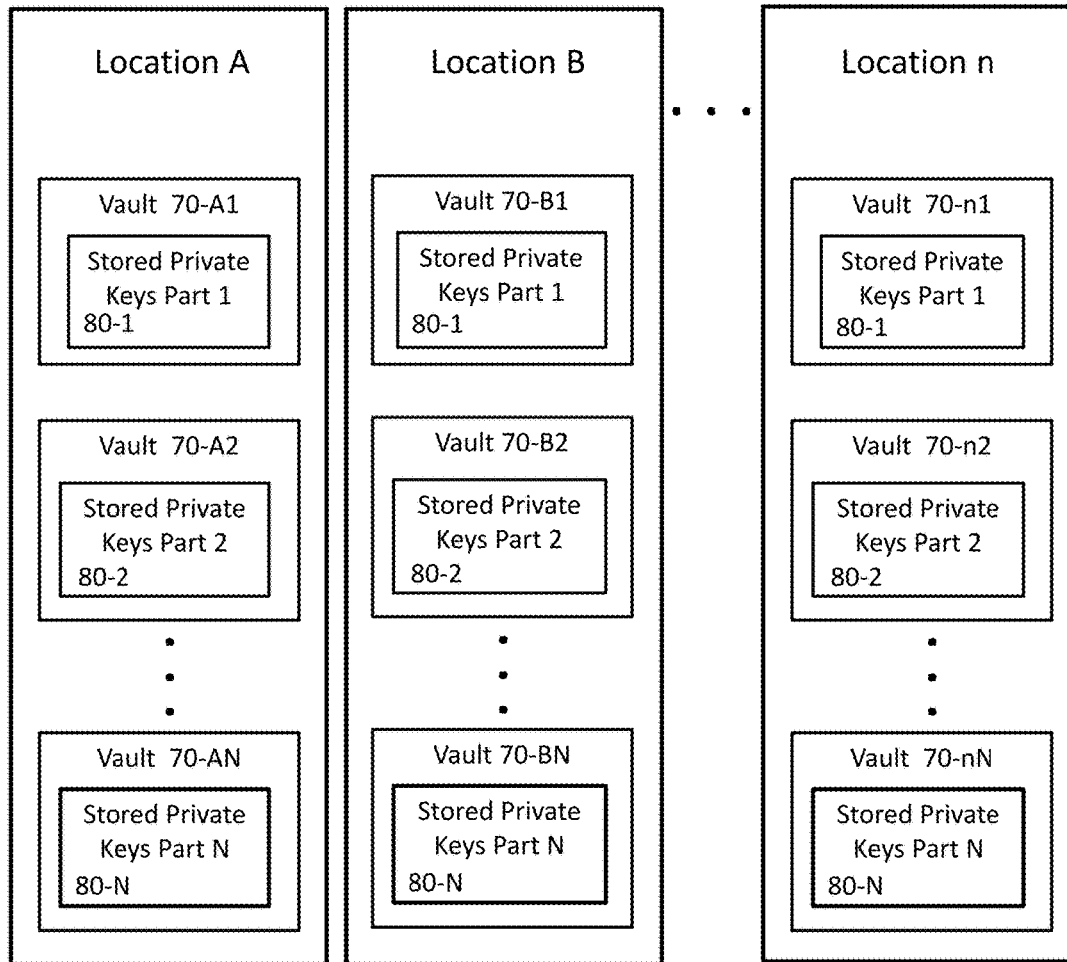 Location A
Vault 70-A1
Stored Private
Keys Part 1
80-1
Vault 70-A2
Stored Private
Keys Part 2
80-2
Vault 70-AN
Stored Private
Keys Part N
80-N
Location B
Vault 70-B1
Stored Private
Keys Part 1
80-1
Vault 70-B2
Stored Private
Keys Part 2
80-2
Vault 70-BN
Stored Private
Keys Part N
80-N
Location n
Vault 70-n1
Stored Private
Keys Part 1
80-1
Vault 70-n2
Stored Private
Keys Part 2
80-2
Vault 70-nN
Stored Private
Keys Part N
80-N